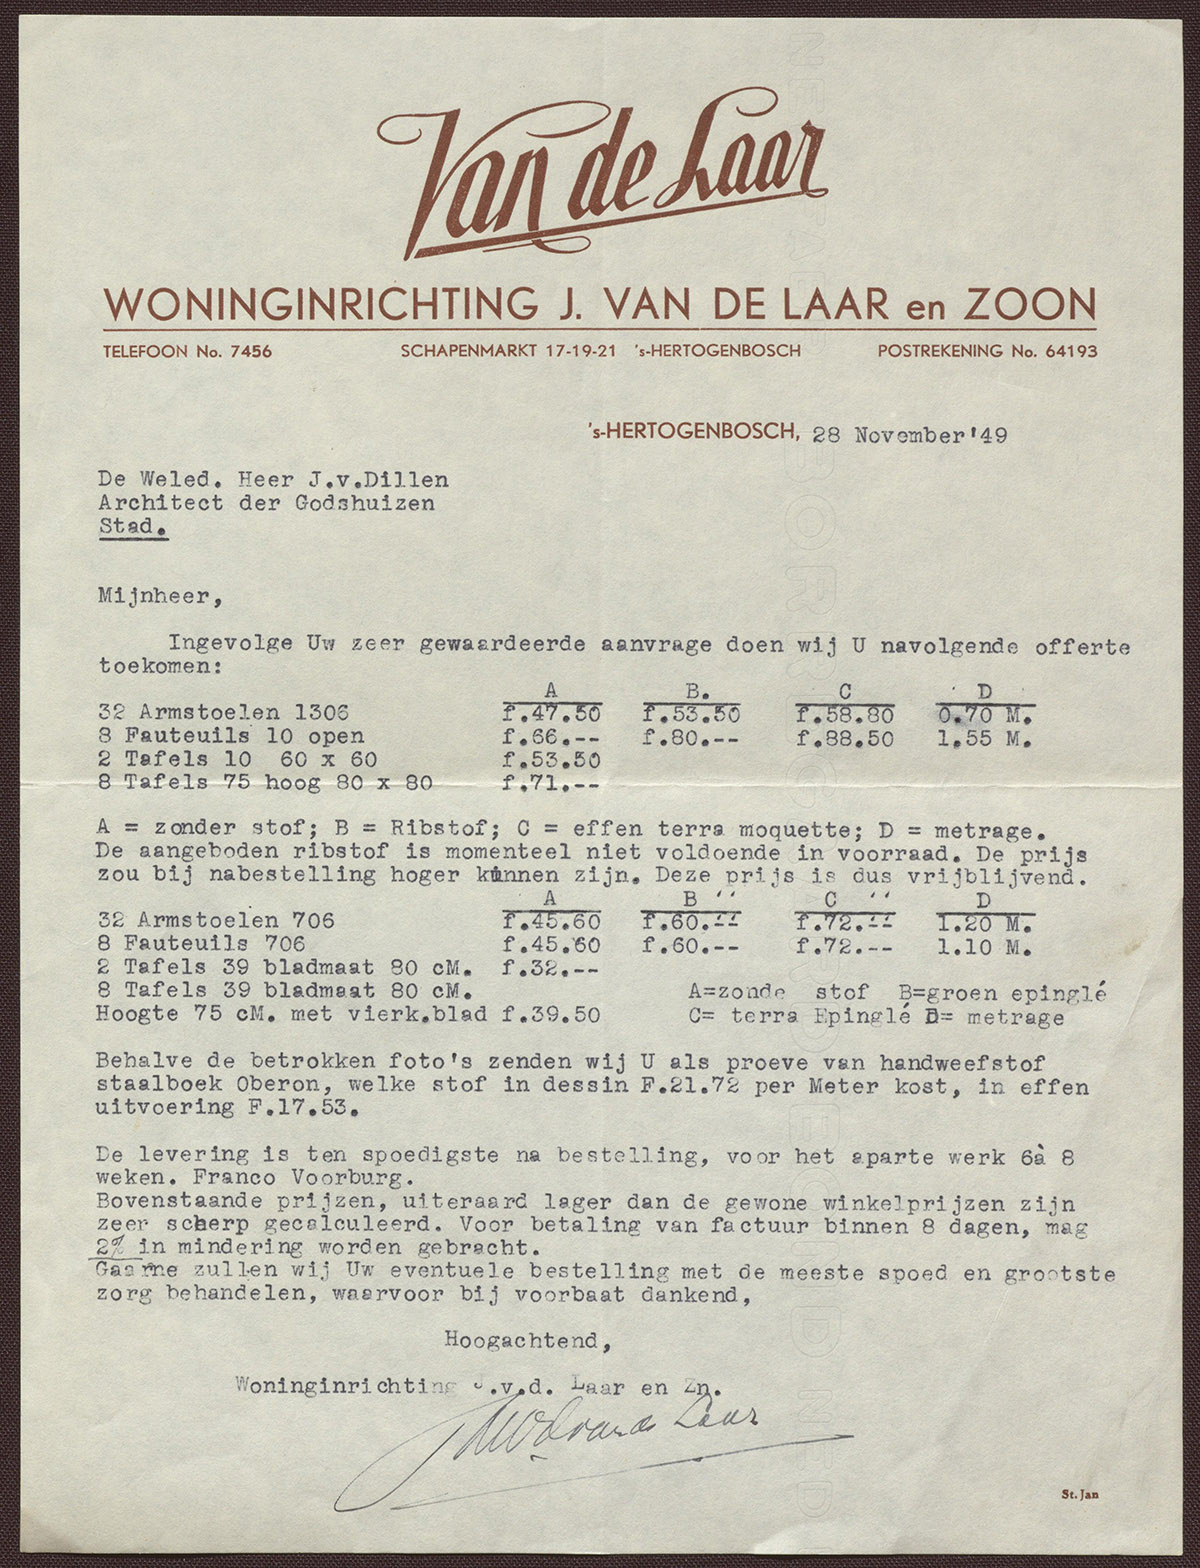 Van de Laar
WONINGINRICHTING J. VAN DE LAAR en ZOON
TELEFOON No. 7456 SCHAPENMARKT 17-19-21 's-HERTOGENBOSCH POSTREKENING No. 64193
's-HERTOGENBOSCH, 28 November'49
De Weled. Heer J.v.Dillen
Architect der Godshuizen
Stad.
Mijnheer,
Ingevolge Uw zeer gewaardeerde aanvrage doen wij U navolgende offerte
toekomen:
A B. C D
32 Armstoelen 1306 f.47.50 f.53.50 f.58.80 0.70 M.
8 Fauteuils 10 open f.66.-- f.80.-- f.88.50 1.55 M.
2 Tafels 10 60 x 60 f.53.50
8 Tafels 75 hoog 80 x 80 f.71.--
A = zonder stof; B = Ribstof; C = effen terra moquette; D = metrage.
De aangeboden ribstof is momenteel niet voldoende in voorraad. De prijs
zou bij nabestelling hoger kunnen zijn. Deze prijs is dus vrijblijvend.
A B '' C '' D
32 Armstoelen 706 f.45.60 f.60.-- f.72.-- 1.20 M.
8 Fauteuils 706 f.45.60 f.60.-- f.72.-- 1.10 M.
2 Tafels 39 bladmaat 80 cM. f.32.--
8 Tafels 39 bladmaat 80 cM. A=zonde stof B=groen epinglé
Hoogte 75 cM. met vierk.blad f.39.50 C= terra Epinglé D= metrage
Behalve de betrokken foto's zenden wij U als proeve van handweefstof
staalboek Oberon, welke stof in dessin F.21.72 per Meter kost, in effen
uitvoering F.17.53.
De levering is ten spoedigste na bestelling, voor het aparte werk 6à 8
weken. Franco Voorburg.
Bovenstaande prijzen, uiteraard lager dan de gewone winkelprijzen zijn
zeer scherp gecalculeerd. Voor betaling van factuur binnen 8 dagen, mag
2% in mindering worden gebracht.
Gaarne zullen wij Uw eventuele bestelling met de meeste spoed en grootste
zorg behandelen, waarvoor bij voorbaat dankend,
Hoogachtend,
Woninginrichting J.v.d. Laar en Zn.
van de Laar
St. Jan